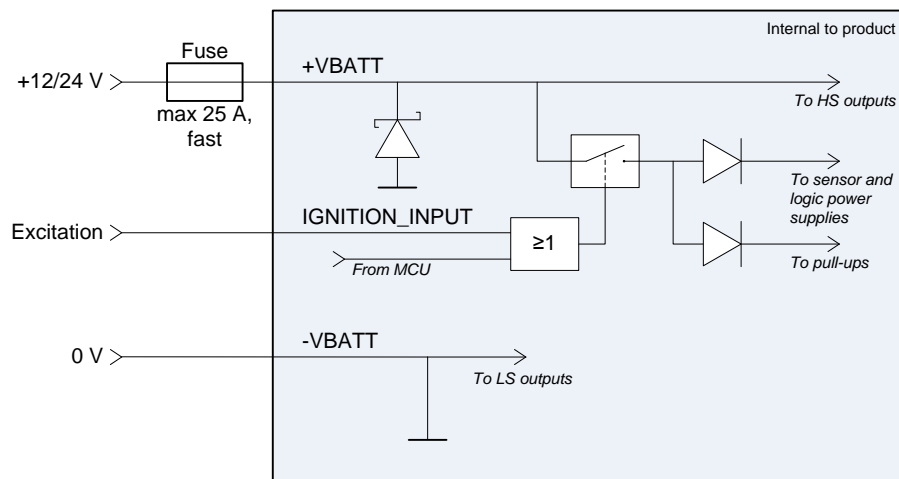 Internal to product
Fuse
+12/24 V
max 25 A,
fast
+VBATT
To HS outputs
To sensor and
logic power
supplies
Excitation
IGNITION_INPUT
≥1
From MCU
To pull-ups
0 V
-VBATT
To LS outputs